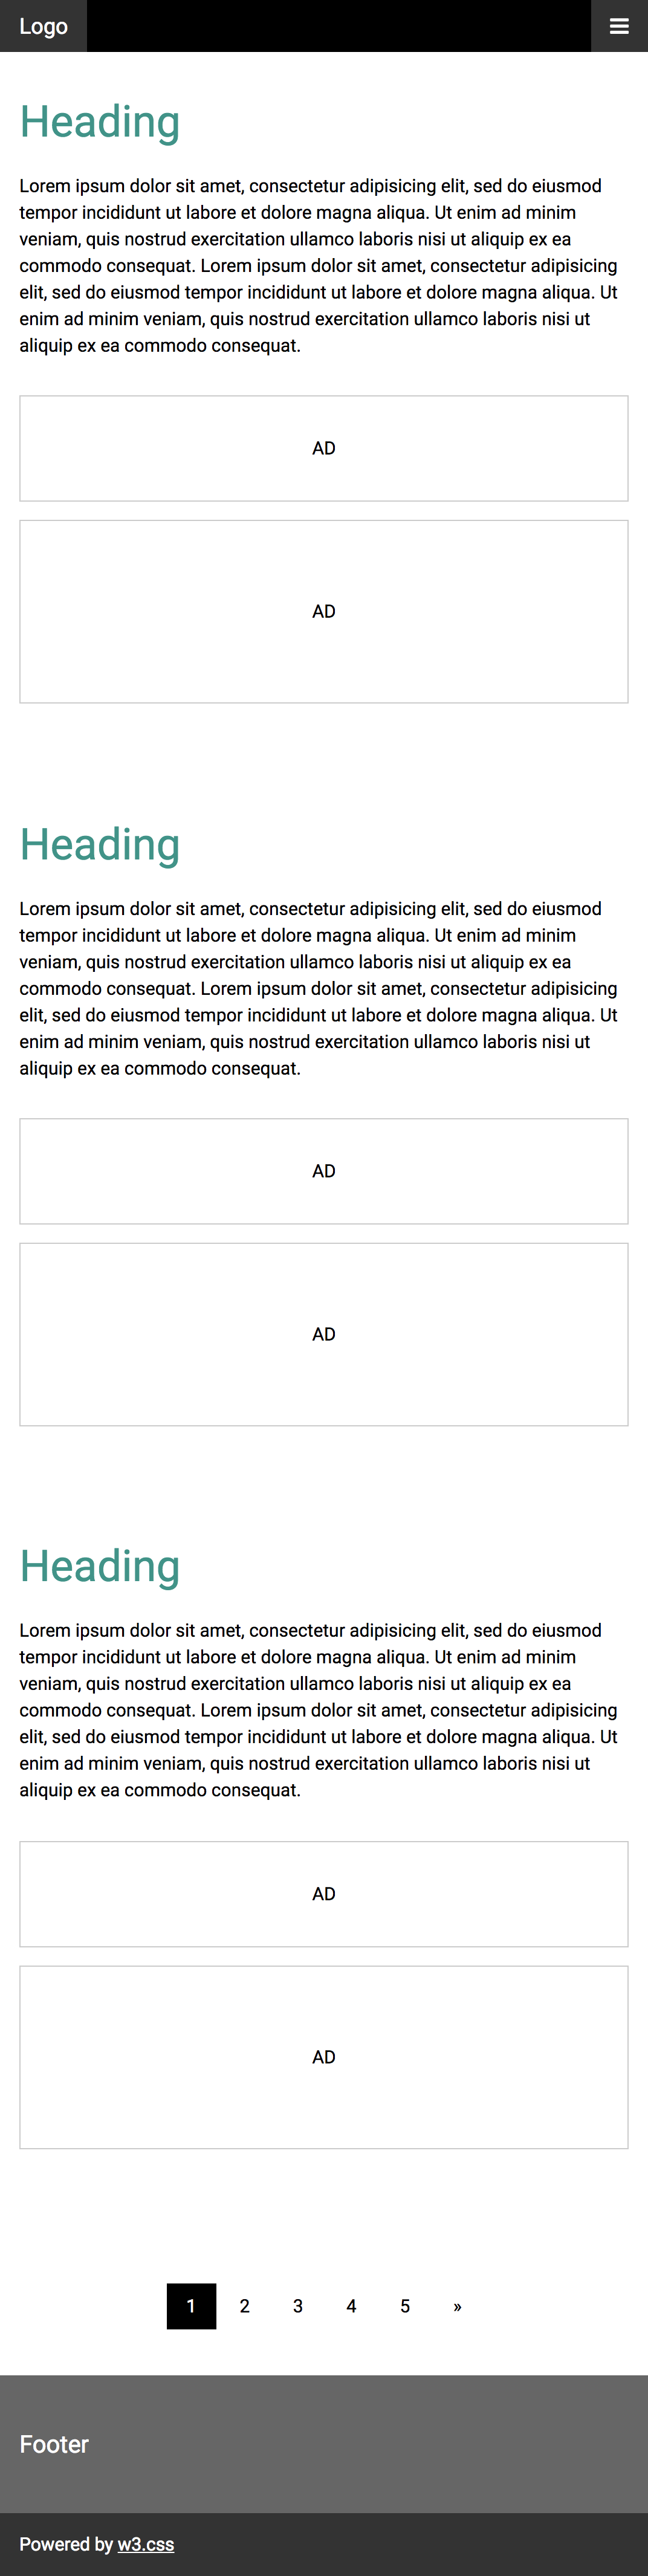 Logo
Heading
Lorem ipsum dolor sit amet, consectetur adipisicing elit, sed do eiusmod
tempor incididunt ut labore et dolore magna aliqua. Ut enim ad minim
veniam, quis nostrud exercitation ullamco laboris nisi ut aliquip ex ea
commodo consequat. Lorem ipsum dolor sit amet, consectetur adipisicing
elit, sed do eiusmod tempor incididunt ut labore et dolore magna aliqua. Ut
enim ad minim veniam, quis nostrud exercitation ullamco laboris nisi ut
aliquip ex ea commodo consequat.
AD
AD
Heading
Lorem ipsum dolor sit amet, consectetur adipisicing elit, sed do eiusmod
tempor incididunt ut labore et dolore magna aliqua. Ut enim ad minim
veniam, quis nostrud exercitation ullamco laboris nisi ut aliquip ex ea
commodo consequat. Lorem ipsum dolor sit amet, consectetur adipisicing
elit, sed do eiusmod tempor incididunt ut labore et dolore magna aliqua. Ut
enim ad minim veniam, quis nostrud exercitation ullamco laboris nisi ut
aliquip ex ea commodo consequat.
AD
AD
Heading
Lorem ipsum dolor sit amet, consectetur adipisicing elit, sed do eiusmod
tempor incididunt ut labore et dolore magna aliqua. Ut enim ad minim
veniam, quis nostrud exercitation ullamco laboris nisi ut aliquip ex ea
commodo consequat. Lorem ipsum dolor sit amet, consectetur adipisicing
elit, sed do eiusmod tempor incididunt ut labore et dolore magna aliqua. Ut
enim ad minim veniam, quis nostrud exercitation ullamco laboris nisi ut
aliquip ex ea commodo consequat.
AD
AD
1 2 3 4 5 »
Footer
Powered by w3.css